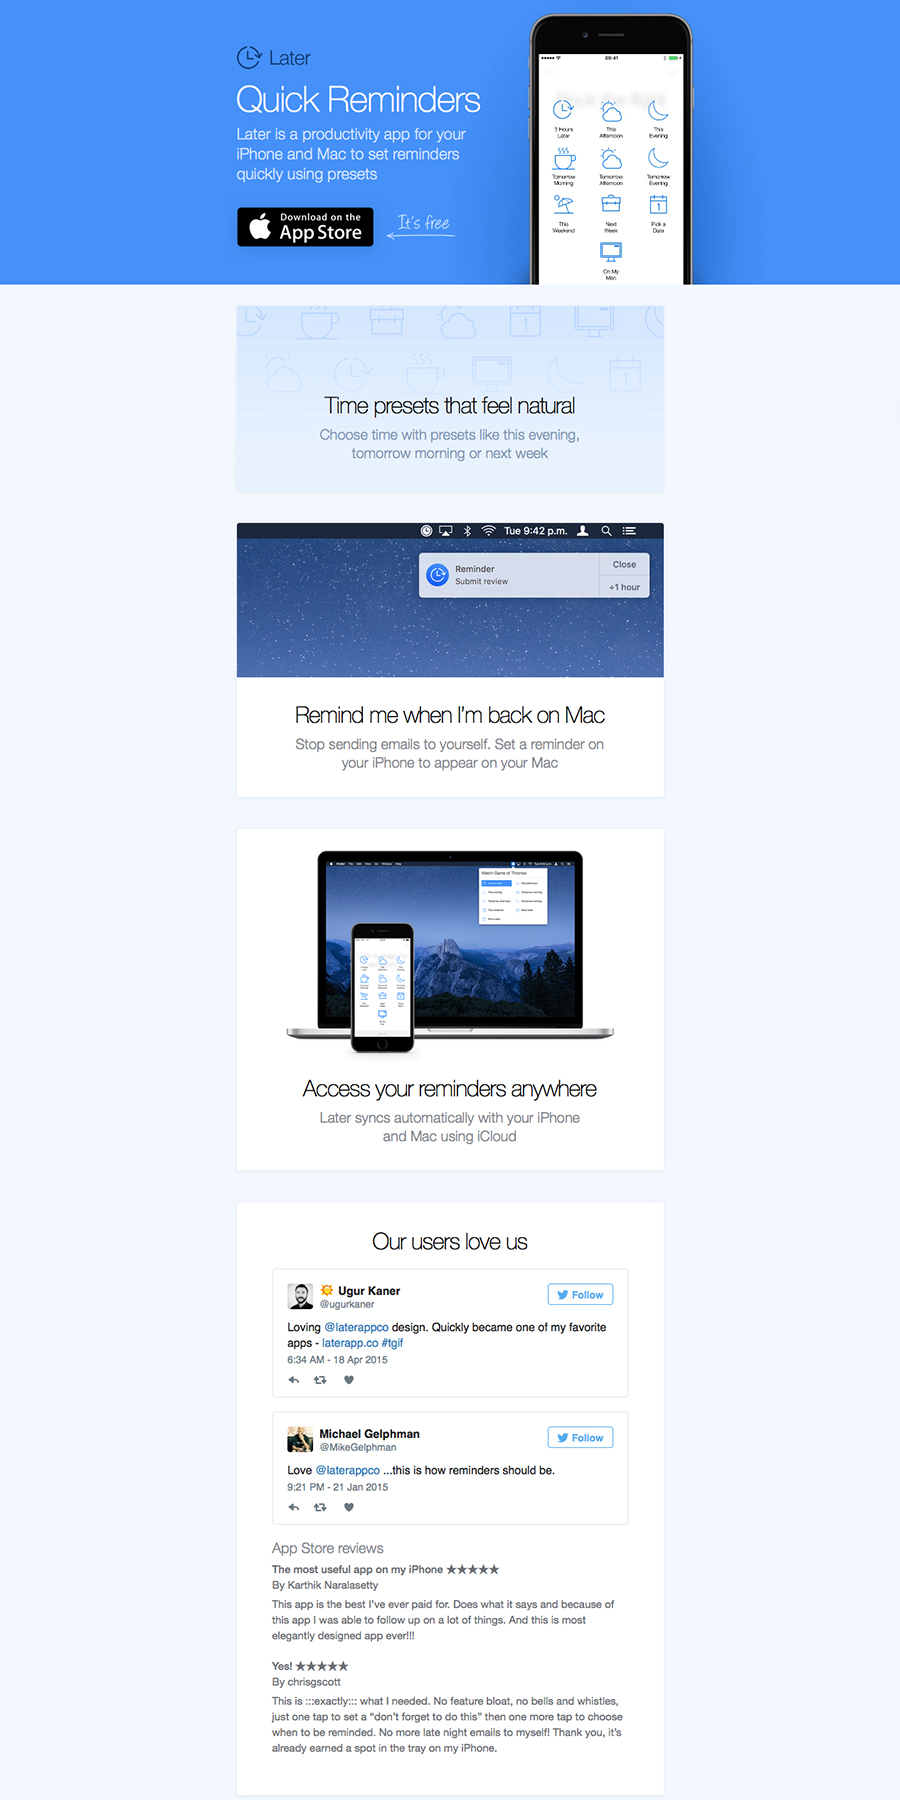 Later
Quick Reminders
Later is a productivity app for your
iPhone and Mac to set reminders
quickly using presets
Download on the
App Store
It's free
09:41
3 Hours
Later
This
Afternoon
This
Evening
Tomorrow
Morning
Tomorrow
Afternoon
Tomorrow
Evening
This
Weekend
Next
Week
Pick a
Date
On My
Mac
1
1
1
Time presets that feel natural
Choose time with presets like this evening,
tomorrow morning or next week
Tue 9:42 p.m.
Reminder
Submit review
Close
+1 hour
Remind me when I'm back on Mac
Stop sending emails to yourself. Set a reminder on
your iPhone to appear on your Mac
Watch Game of Thrones
Access your reminders anywhere
Later syncs automatically with your iPhone
and Mac using iCloud
Our users love us
Ugur Kaner
@ugurkaner
Follow
Loving @laterappco design. Quickly became one of my favorite
apps - laterapp.co #tgif
6:34 AM - 18 Apr 2015
Michael Gelphman
@MikeGelphman
Follow
Love @laterappco ...this is how reminders should be.
9:21 PM - 21 Jan 2015
App Store reviews
The most useful app on my iPhone ★★★★★
By Karthik Naralasetty
This app is the best I've ever paid for. Does what it says and because of
this app I was able to follow up on a lot of things. And this is most
elegantly designed app ever!!!
Yes! ★★★★★
By chrisgscott
This is :::exactly::: what I needed. No feature bloat, no bells and whistles,
just one tap to set a “don't forget to do this” then one more tap to choose
when to be reminded. No more late night emails to myself! Thank you, it's
already earned a spot in the tray on my iPhone.